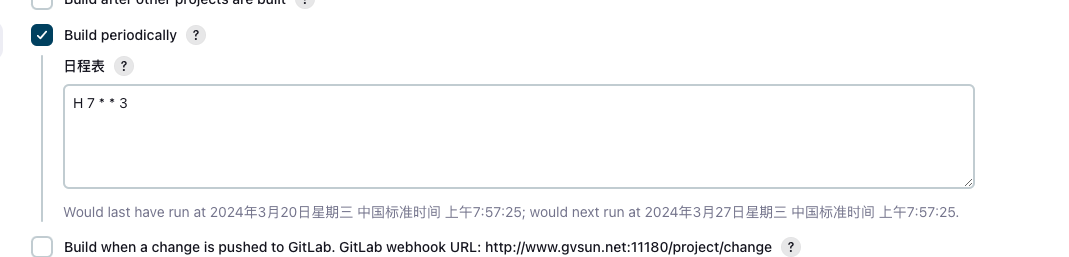 Build after other projects are built ?
Build periodically ?
日程表 ?
H 7 * * 3
Would last have run at 2024年3月20日星期三 中国标准时间 上午7:57:25; would next run at 2024年3月27日星期三 中国标准时间 上午7:57:25.
Build when a change is pushed to GitLab. GitLab webhook URL: http://www.gvsun.net:11180/project/change ?